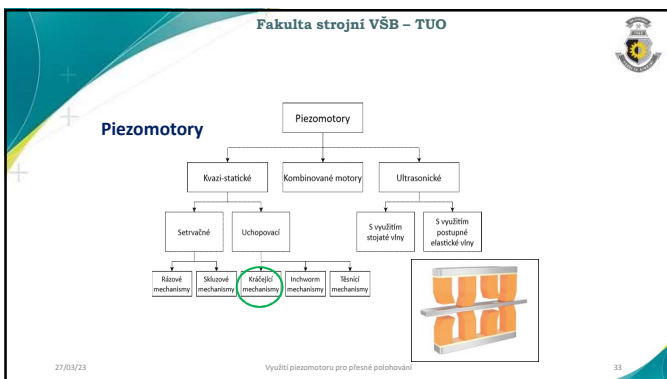 Fakulta strojní VŠB – TUO
Piezomotory
Piezomotory
Kvazi-statické
Kombinované motory
Ultrasonické
Setrvačné
Uchopovací
S využitím
stojaté vlny
S využitím
postupné
elastické vlny
Rázové
mechanismy
Skluzové
mechanismy
Kráčející
mechanismy
Inchworm
mechanismy
Těsnící
mechanismy
27/03/23
Využití piezomotoru pro přesné polohování
33